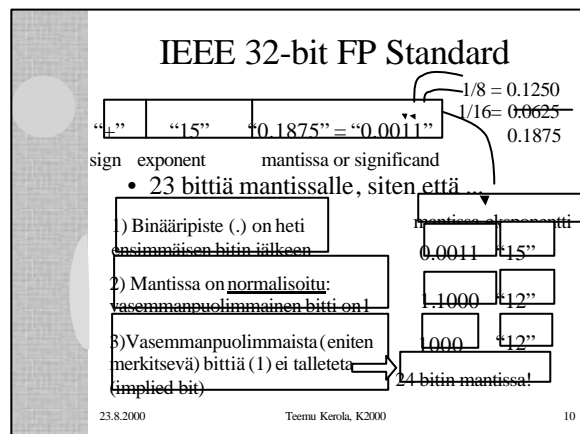 IEEE 32-bit FP Standard
1/8 = 0.1250
1/16= 0.0625
0.1875
“+” “15” “0.1875” = “0.0011”
sign exponent mantissa or significand
• 23 bittiä mantissalle, siten että ...
mantissa eksponentti
1) Binääripiste (.) on heti
ensimmäisen bitin jälkeen
0.0011 “15”
2) Mantissa on normalisoitu:
vasemmanpuolimmainen bitti on1
1.1000 “12”
3)Vasemmanpuolimmaista (eniten
merkitsevä) bittiä (1) ei talleteta
(implied bit)
1000 “12”
24 bitin mantissa!
23.8.2000 Teemu Kerola, K2000 10